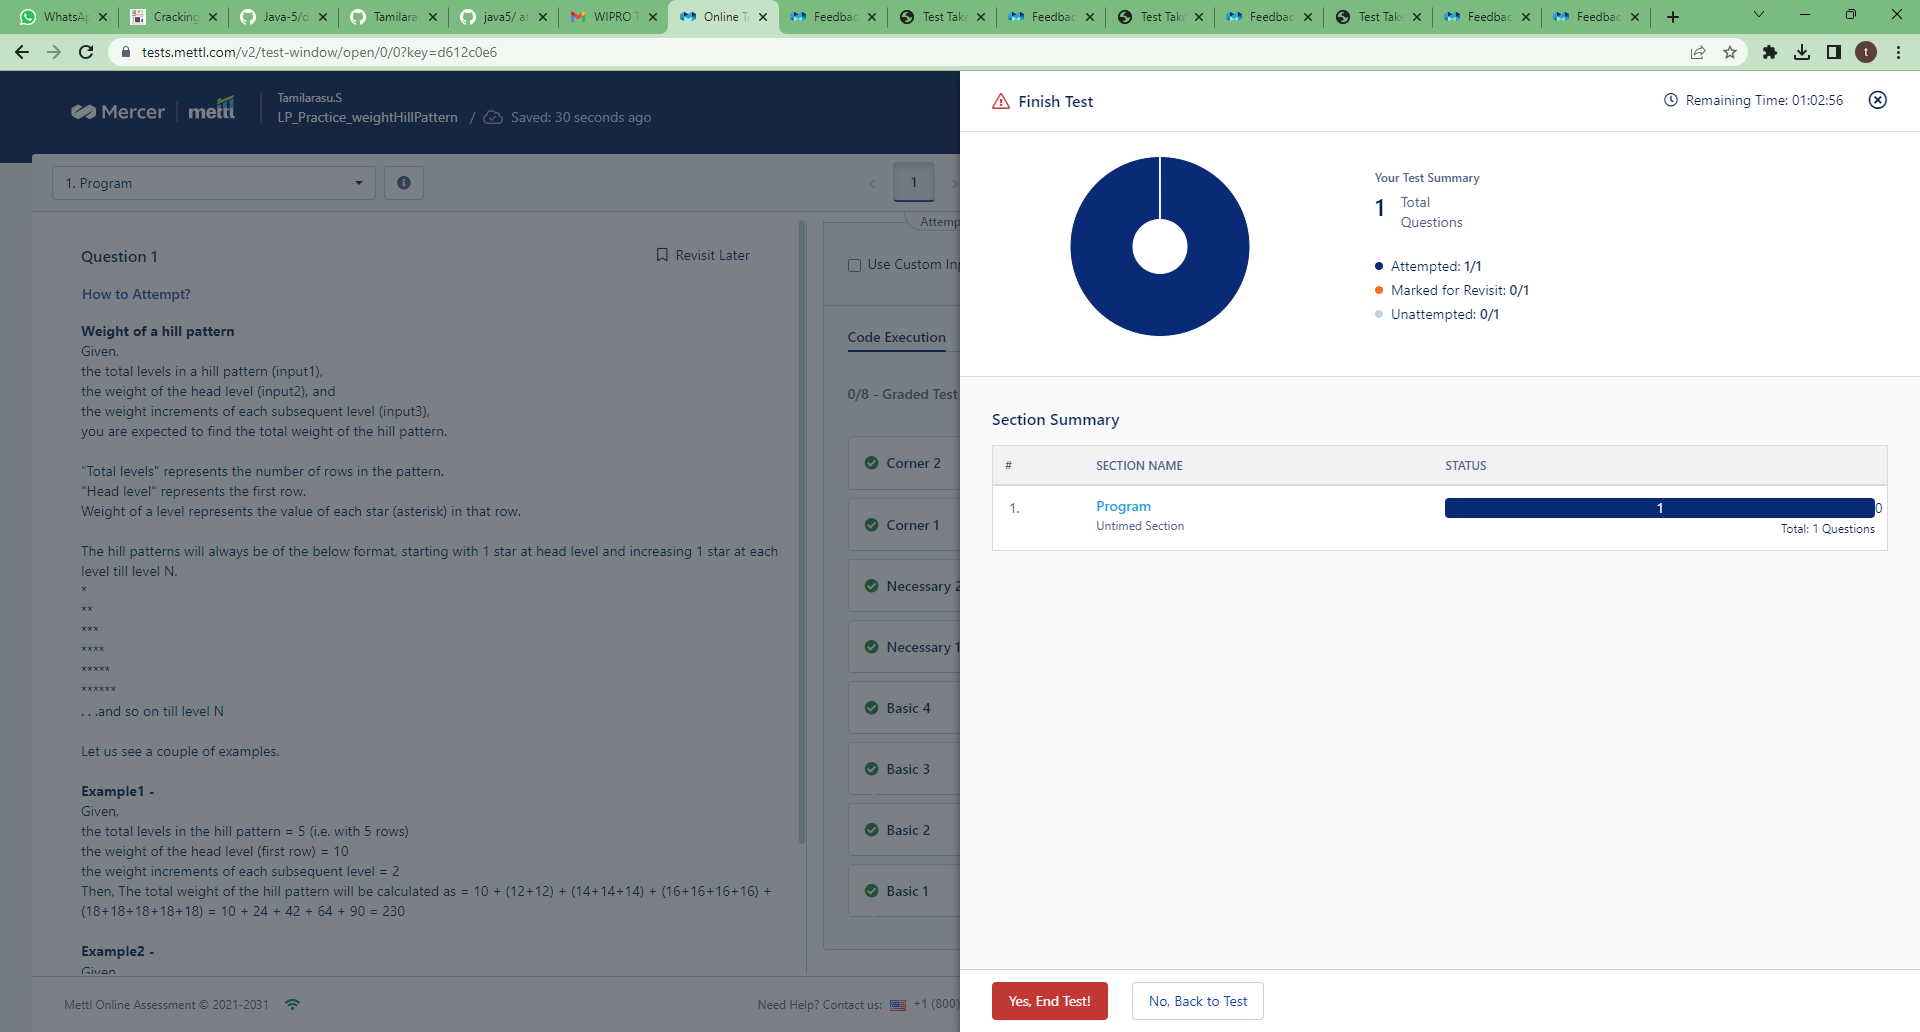 WhatsAp
Cracking
Java-5/d
Tamilara
java5/ at
WIPRO T
Online Te
Feedbac
Test Take
Feedbac
Test Take
Feedbac
Test Take
Feedbac
Feedbac
tests.mettl.com/v2/test-window/open/0/0?key=d612c0e6
t
Mercer
mettl
Tamilarasu.S
LP_Practice_weightHillPattern / Saved: 30 seconds ago
1. Program
1
Attemp
Question 1
Revisit Later
How to Attempt?
Weight of a hill pattern
Given,
the total levels in a hill pattern (input1),
the weight of the head level (input2), and
the weight increments of each subsequent level (input3),
you are expected to find the total weight of the hill pattern.
"Total levels" represents the number of rows in the pattern.
"Head level" represents the first row.
Weight of a level represents the value of each star (asterisk) in that row.
The hill patterns will always be of the below format, starting with 1 star at head level and increasing 1 star at each
level till level N.
*
**
***
****
*****
******
. . .and so on till level N
Let us see a couple of examples.
Example1 -
Given,
the total levels in the hill pattern = 5 (i.e. with 5 rows)
the weight of the head level (first row) = 10
the weight increments of each subsequent level = 2
Then, The total weight of the hill pattern will be calculated as = 10 + (12+12) + (14+14+14) + (16+16+16+16) +
(18+18+18+18+18) = 10 + 24 + 42 + 64 + 90 = 230
Example2 -
Given
Use Custom Inp
Code Execution
0/8 - Graded Test
Corner 2
Corner 1
Necessary 2
Necessary 1
Basic 4
Basic 3
Basic 2
Basic 1
Mettl Online Assessment © 2021-2031
Need Help? Contact us: +1 (800)
Finish Test
Remaining Time: 01:02:56
Your Test Summary
1 Total
Questions
Attempted: 1/1
Marked for Revisit: 0/1
Unattempted: 0/1
Section Summary
# SECTION NAME STATUS
1. Program 1 0
Untimed Section Total: 1 Questions
Yes, End Test!
No, Back to Test